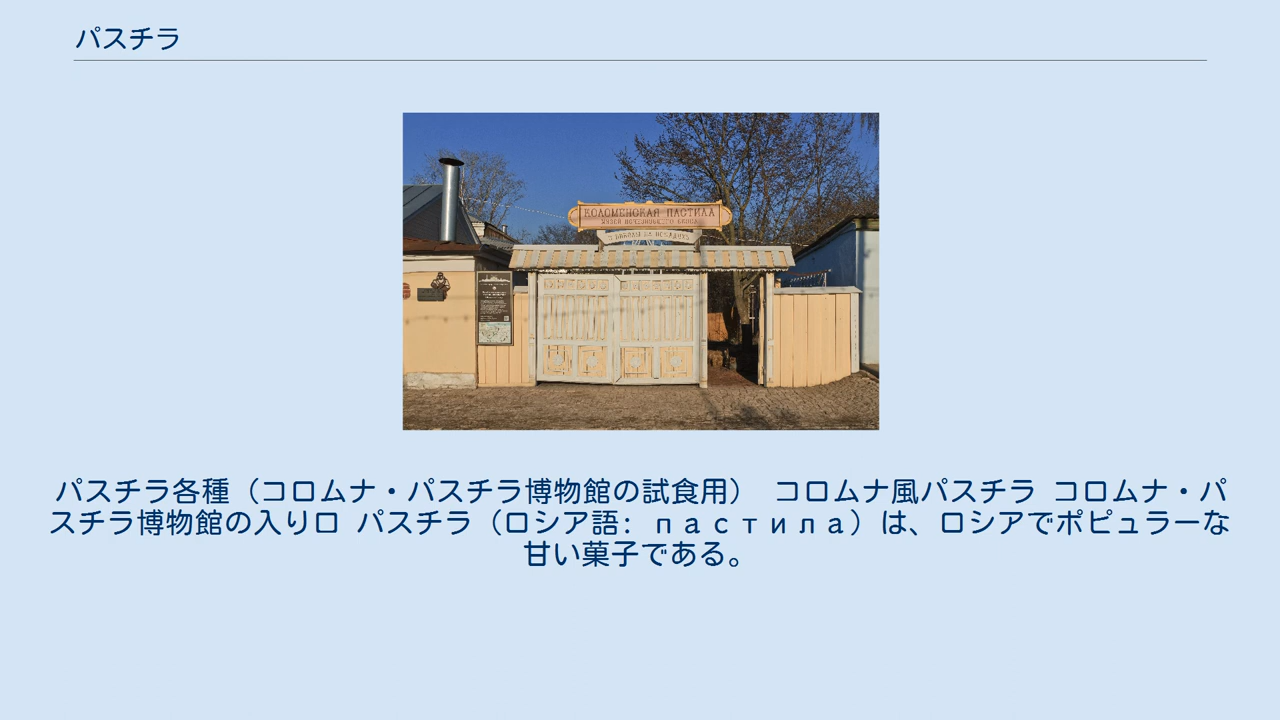 パスチラ
КОЛОМЕНСКАЯ ПАСТИЛА
МУЗЕЙ ИСЧЕЗНУВШЕГО ВКУСА
パスチラ各種（コロムナ・パスチラ博物館の試食用） コロムナ風パスチラ コロムナ・パ
スチラ博物館の入り口 パスチラ（ロシア語: пастила）は、ロシアでポピュラーな
甘い菓子である。